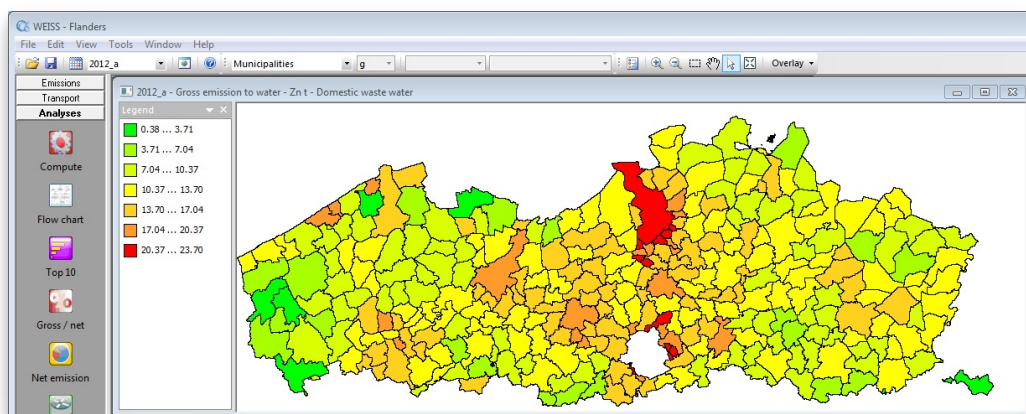 WEISS - Flanders
File Edit View Tools Window Help
2012_a Municipalities g Overlay
Emissions
Transport
Analyses
Compute
Flow chart
Top 10
Gross / net
Net emission
2012_a - Gross emission to water - Zn t - Domestic waste water
Legend
0.38 ... 3.71
3.71 ... 7.04
7.04 ... 10.37
10.37 ... 13.70
13.70 ... 17.04
17.04 ... 20.37
20.37 ... 23.70